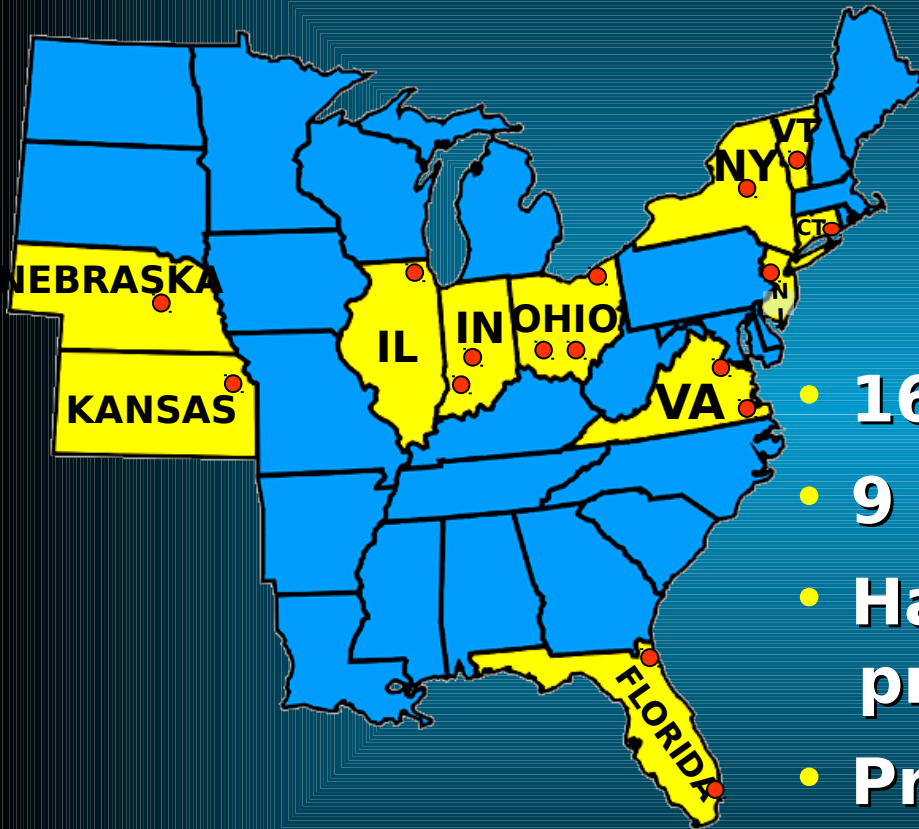 VT
NY
CT
NEBRASKA
N
J
OHIO
IN
IL
KANSAS
VA
FLORIDA
• 16
• 9
• Ha
pr
• Pr